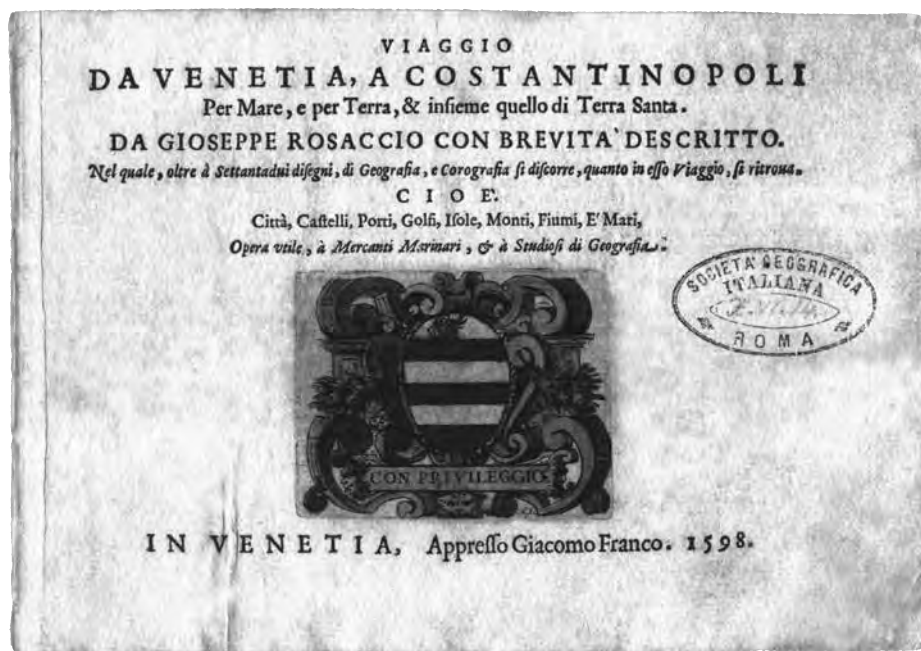 VIAGGIO
DA VENETIA, A COSTANTINOPOLI
Per Mare, e per Terra, & inſieme quello di Terra Santa.
DA GIOSEPPE ROSACCIO CON BREVITA' DESCRITTO.
Nel quale, oltre à Settantadui diſegni, di Geografia, e Corografia ſi diſcorre, quanto in eſſo Viaggio, ſi ritroua.
CIOE'.
Città, Caſtelli, Porti, Golfi, Iſole, Monti, Fiumi, E' Mari,
Opera vtile, à Mercanti Marinari, & à Studioſi di Geografia.
SOCIETÀ GEOGRAFICA
ITALIANA
ROMA
CON PRIVILEGGIO
IN VENETIA, Appreſſo Giacomo Franco. 1598.